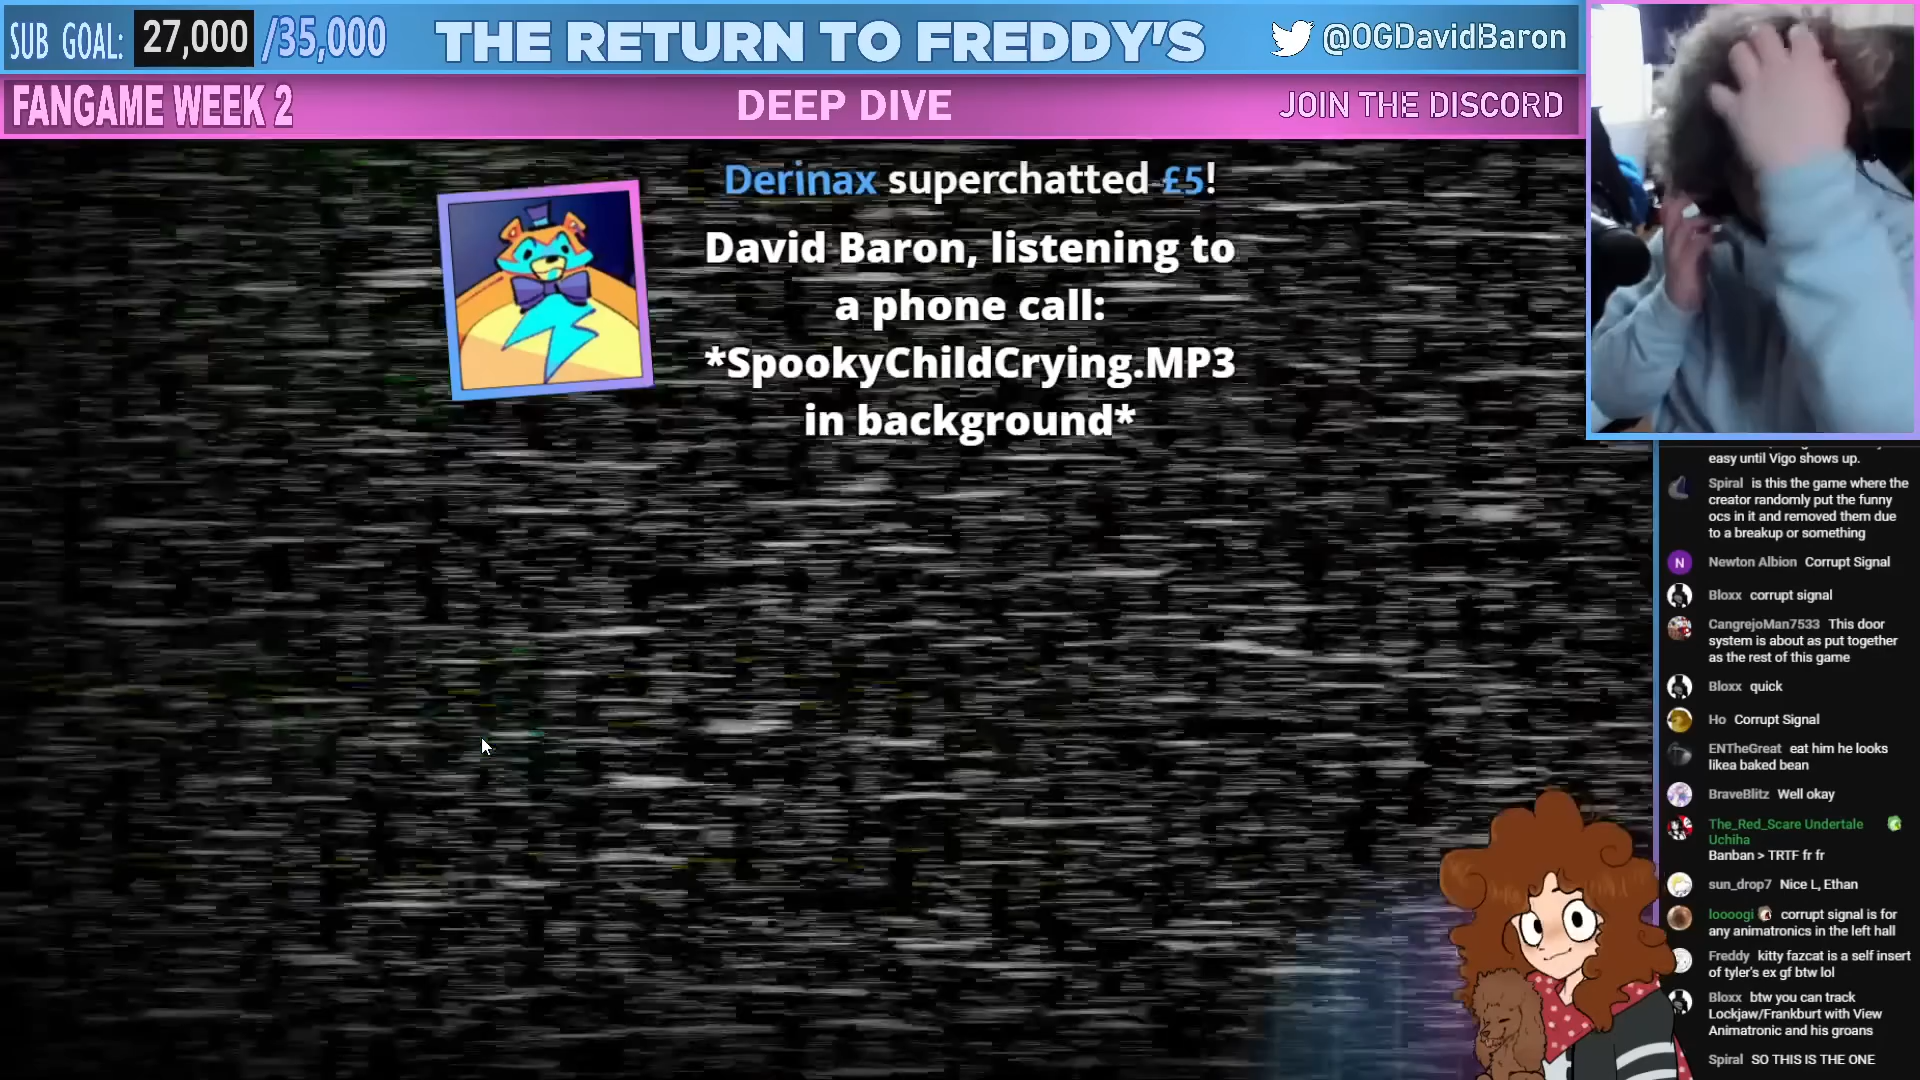 SUB GOAL: 27,000 /35,000
THE RETURN TO FREDDY'S
@OGDavidBaron
FANGAME WEEK 2
DEEP DIVE
JOIN THE DISCORD
Derinax superchatted £5!
David Baron, listening to
a phone call:
*SpookyChildCrying.MP3
in background*
easy until Vigo shows up.
Spiral is this the game where the
creator randomly put the funny
ocs in it and removed them due
to a breakup or something
N
Newton Albion Corrupt Signal
Bloxx corrupt signal
CangrejoMan7533 This door
system is about as put together
as the rest of this game
Bloxx quick
Ho Corrupt Signal
ENTheGreat eat him he looks
likea baked bean
BraveBlitz Well okay
The_Red_Scare Undertale
Uchiha
Banban > TRTF fr fr
sun_drop7 Nice L, Ethan
loooogi corrupt signal is for
any animatronics in the left hall
Freddy kitty fazcat is a self insert
of tyler's ex gf btw lol
Bloxx btw you can track
Lockjaw/Frankburt with View
Animatronic and his groans
Spiral SO THIS IS THE ONE